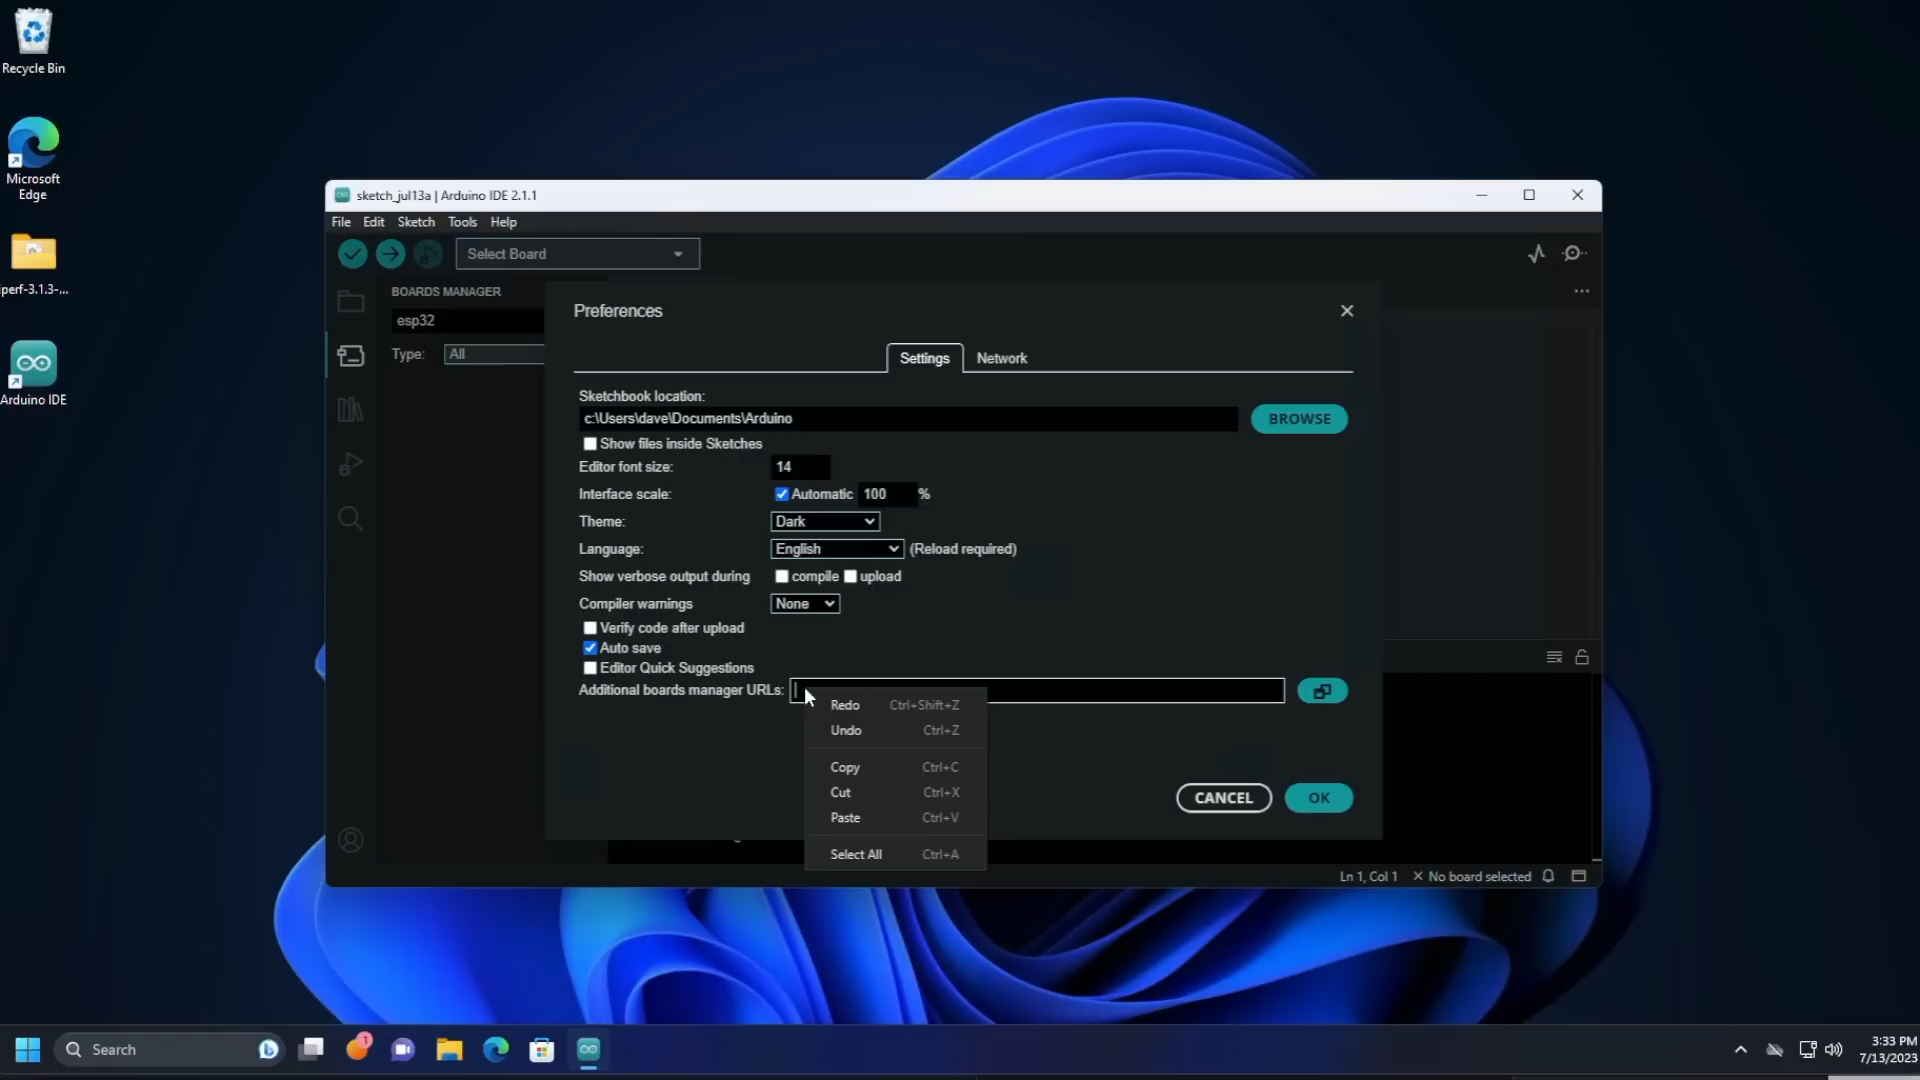 Recycle Bin
Microsoft
Edge
iperf-3.1.3-...
Arduino IDE
sketch_jul13a | Arduino IDE 2.1.1
File Edit Sketch Tools Help
Select Board
BOARDS MANAGER
esp32
Type: All
Preferences
Settings Network
Sketchbook location:
c:\Users\dave\Documents\Arduino
BROWSE
Show files inside Sketches
Editor font size: 14
Interface scale: Automatic 100 %
Theme: Dark
Language: English (Reload required)
Show verbose output during compile upload
Compiler warnings None
Verify code after upload
Auto save
Editor Quick Suggestions
Additional boards manager URLs:
Redo Ctrl+Shift+Z
Undo Ctrl+Z
Copy Ctrl+C
Cut Ctrl+X
Paste Ctrl+V
Select All Ctrl+A
CANCEL OK
Ln 1, Col 1 × No board selected
Search
1
3:33 PM
7/13/2023